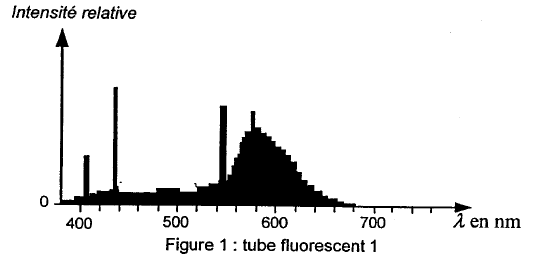 Intensité relative
0
400 500 600 700 λ en nm
Figure 1 : tube fluorescent 1